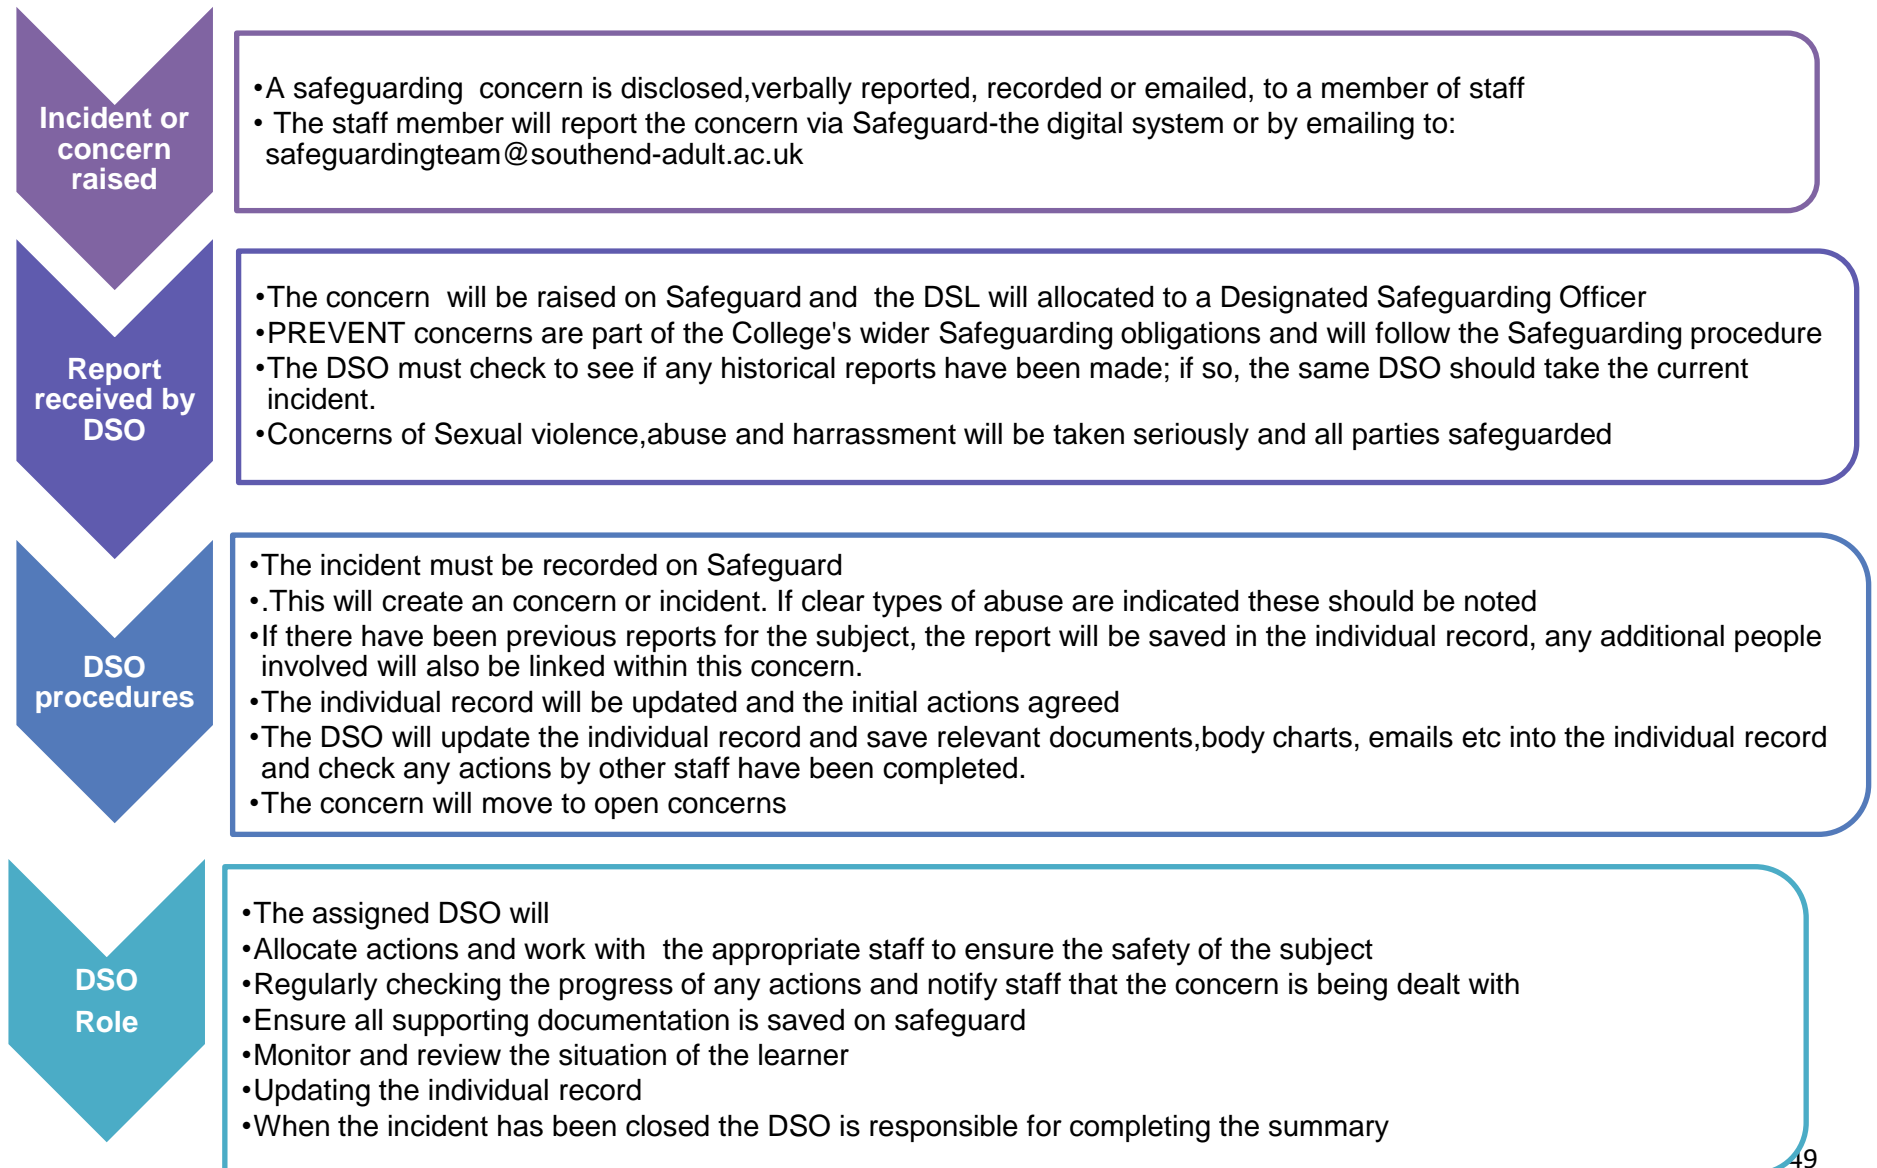 Incident or
concern
raised
•A safeguarding  concern is disclosed,verbally reported, recorded or emailed, to a member of staff
• The staff member will report the concern via Safeguard-the digital system or by emailing to:
safeguardingteam@southend-adult.ac.uk
Report
received by
DSO
•The concern  will be raised on Safeguard and  the DSL will allocated to a Designated Safeguarding Officer
•PREVENT concerns are part of the College's wider Safeguarding obligations and will follow the Safeguarding procedure
•The DSO must check to see if any historical reports have been made; if so, the same DSO should take the current
incident.
•Concerns of Sexual violence,abuse and harrassment will be taken seriously and all parties safeguarded
DSO
procedures
•The incident must be recorded on Safeguard
•.This will create an concern or incident. If clear types of abuse are indicated these should be noted
•If there have been previous reports for the subject, the report will be saved in the individual record, any additional people
involved will also be linked within this concern.
•The individual record will be updated and the initial actions agreed
•The DSO will update the individual record and save relevant documents,body charts, emails etc into the individual record
and check any actions by other staff have been completed.
•The concern will move to open concerns
DSO
Role
•The assigned DSO will
•Allocate actions and work with  the appropriate staff to ensure the safety of the subject
•Regularly checking the progress of any actions and notify staff that the concern is being dealt with
•Ensure all supporting documentation is saved on safeguard
•Monitor and review the situation of the learner
•Updating the individual record
•When the incident has been closed the DSO is responsible for completing the summary
49